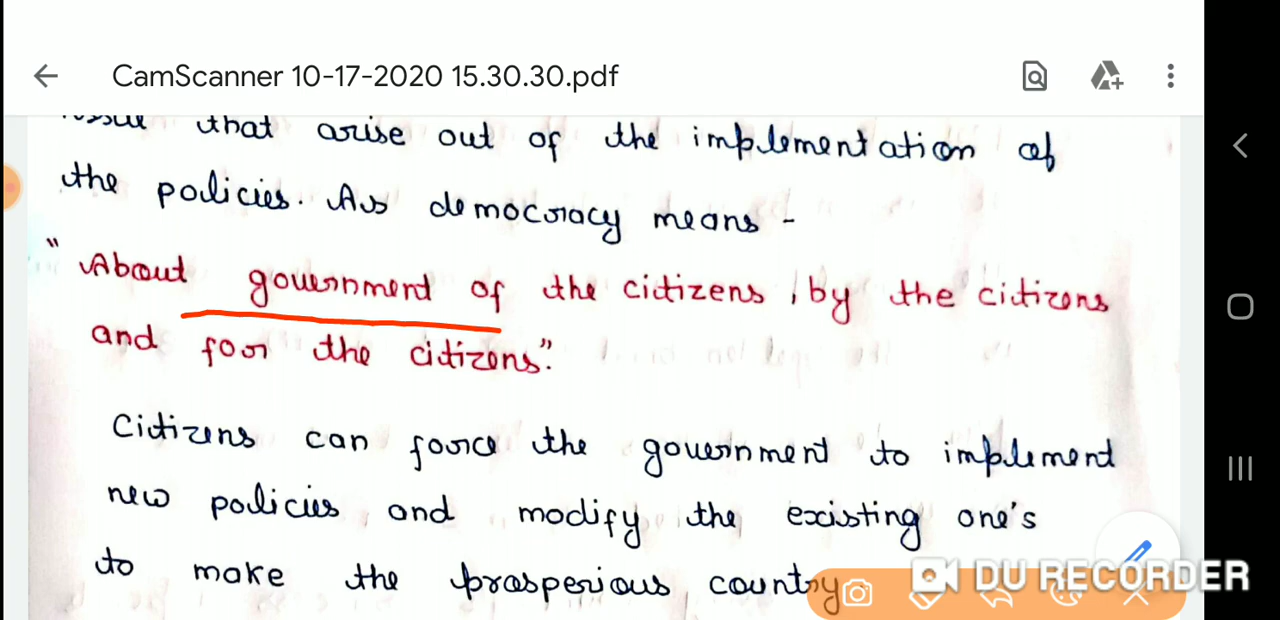 CamScanner 10-17-2020 15.30.30.pdf
that arise out of the implementation of
the policies. As democracy means -
"About government of the citizens, by the citizens
and for the citizens".
Citizens can force the government to implement
new policies and modify the existing one's
to make the prosperious country
DU RECORDER